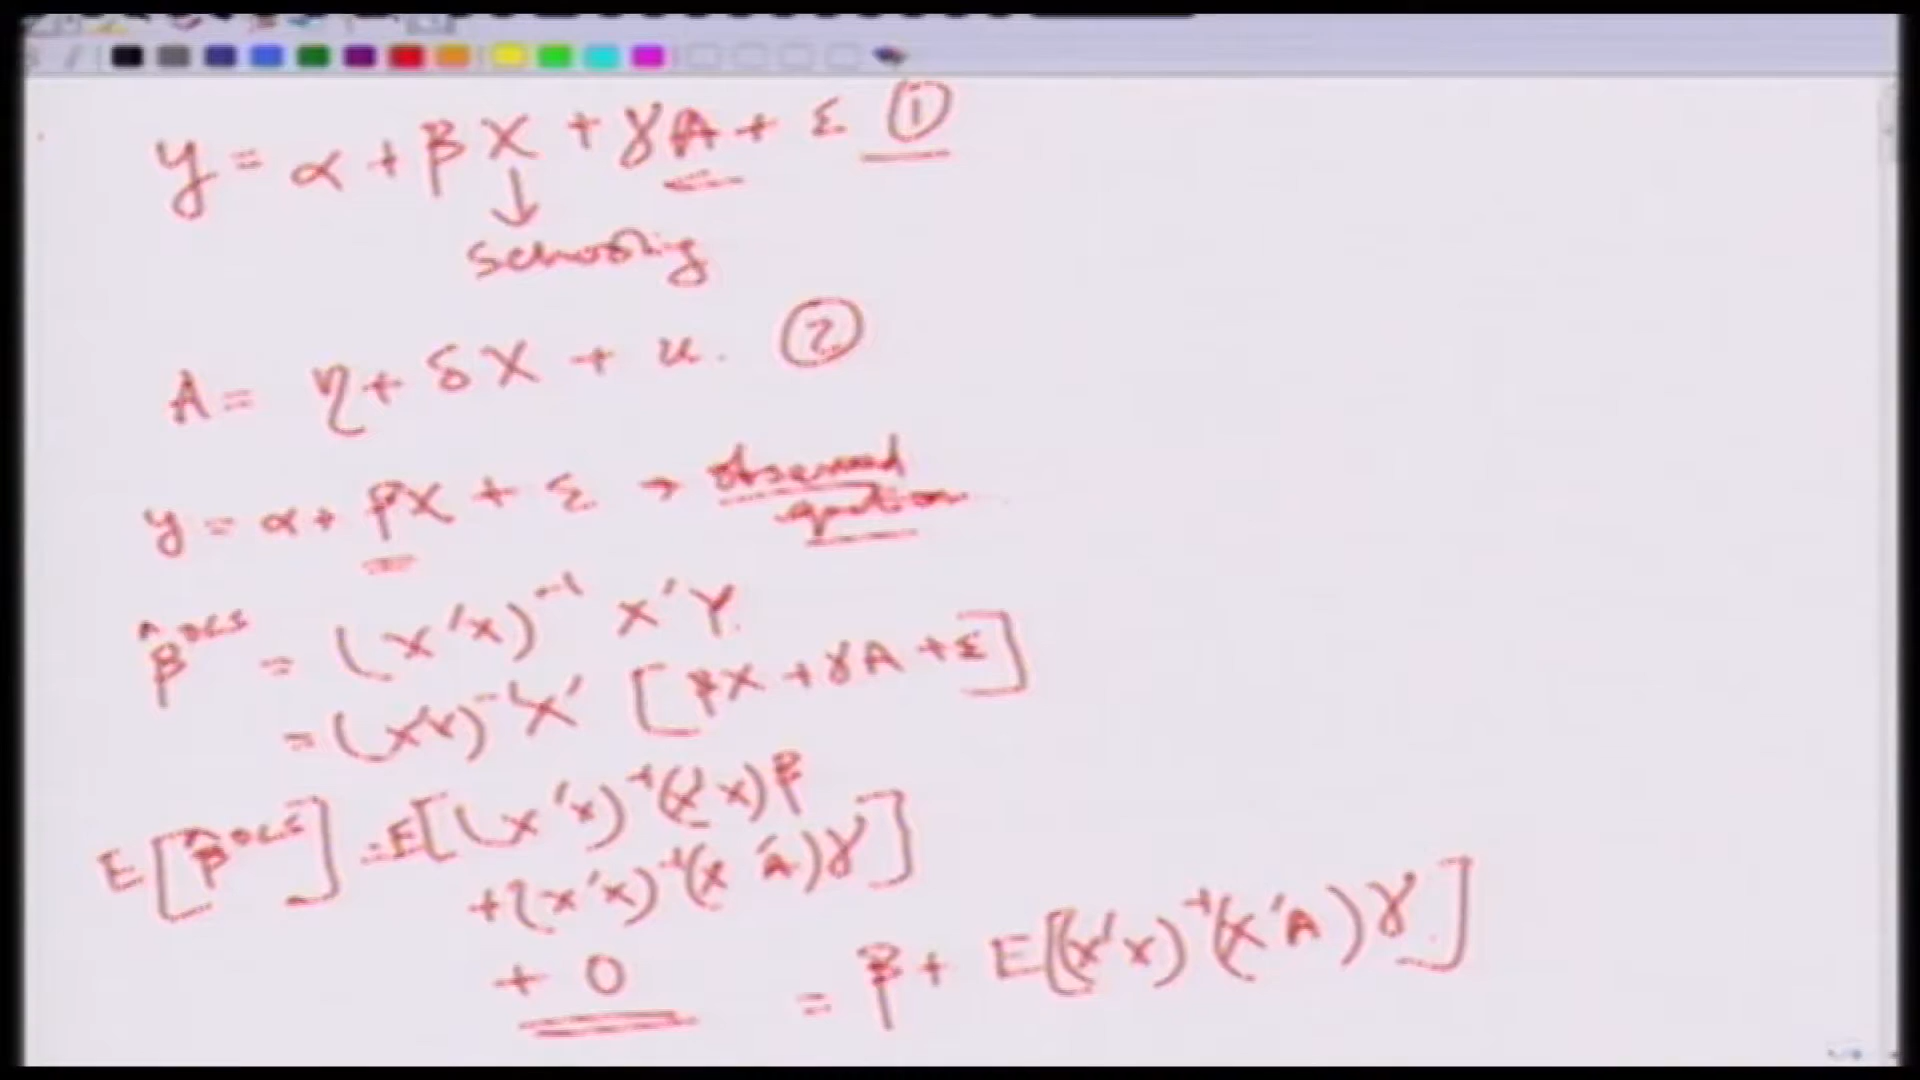 y = α + βX + γA + ε ①
↓
Schooling
A = η + δX + u. ②
y = α + βX + ε → observed
equation
β̂^OLS = (X'X)^-1 X'Y
= (X'X)^-1 X' [βX + γA + ε]
E[β̂^OLS] = E[(X'X)^-1 (X'X)β
+ (X'X)^-1 (X'A)γ]
+ 0 = β + E[(X'X)^-1 (X'A)γ]